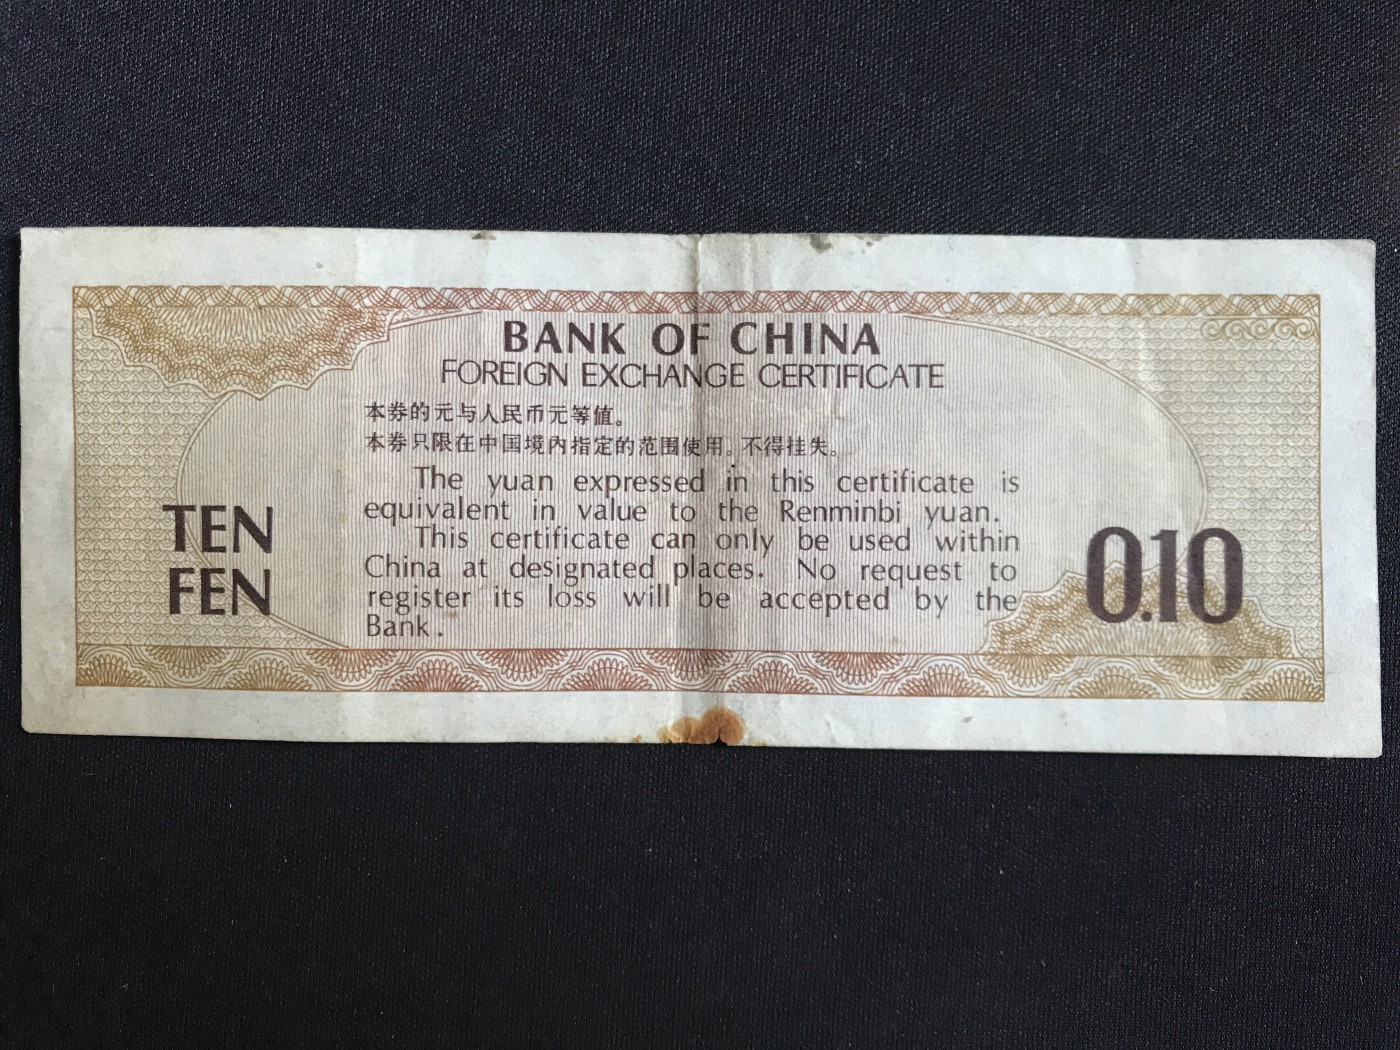 BANK OF CHINA
FOREIGN EXCHANGE CERTIFICATE
本券的元与人民币元等值。
本券只限在中国境内指定的范围使用。不得挂失。
The yuan expressed in this certificate is
equivalent in value to the Renminbi yuan.
This certificate can only be used within
China at designated places. No request to
register its loss will be accepted by the
Bank.
TEN
FEN
0.10